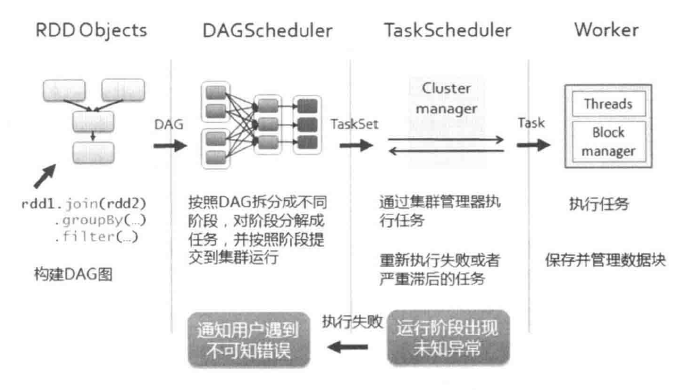 RDD Objects
DAGScheduler
TaskScheduler
Worker
DAG
TaskSet
Cluster
manager
Task
Threads
Block
manager
rdd1.join(rdd2)
.groupBy(…)
.filter(…)
构建DAG图
按照DAG拆分成不同
阶段，对阶段分解成
任务，并按照阶段提
交到集群运行
通过集群管理器执
行任务
重新执行失败或者
严重滞后的任务
执行任务
保存并管理数据块
通知用户遇到
不可知错误
执行失败
运行阶段出现
未知异常